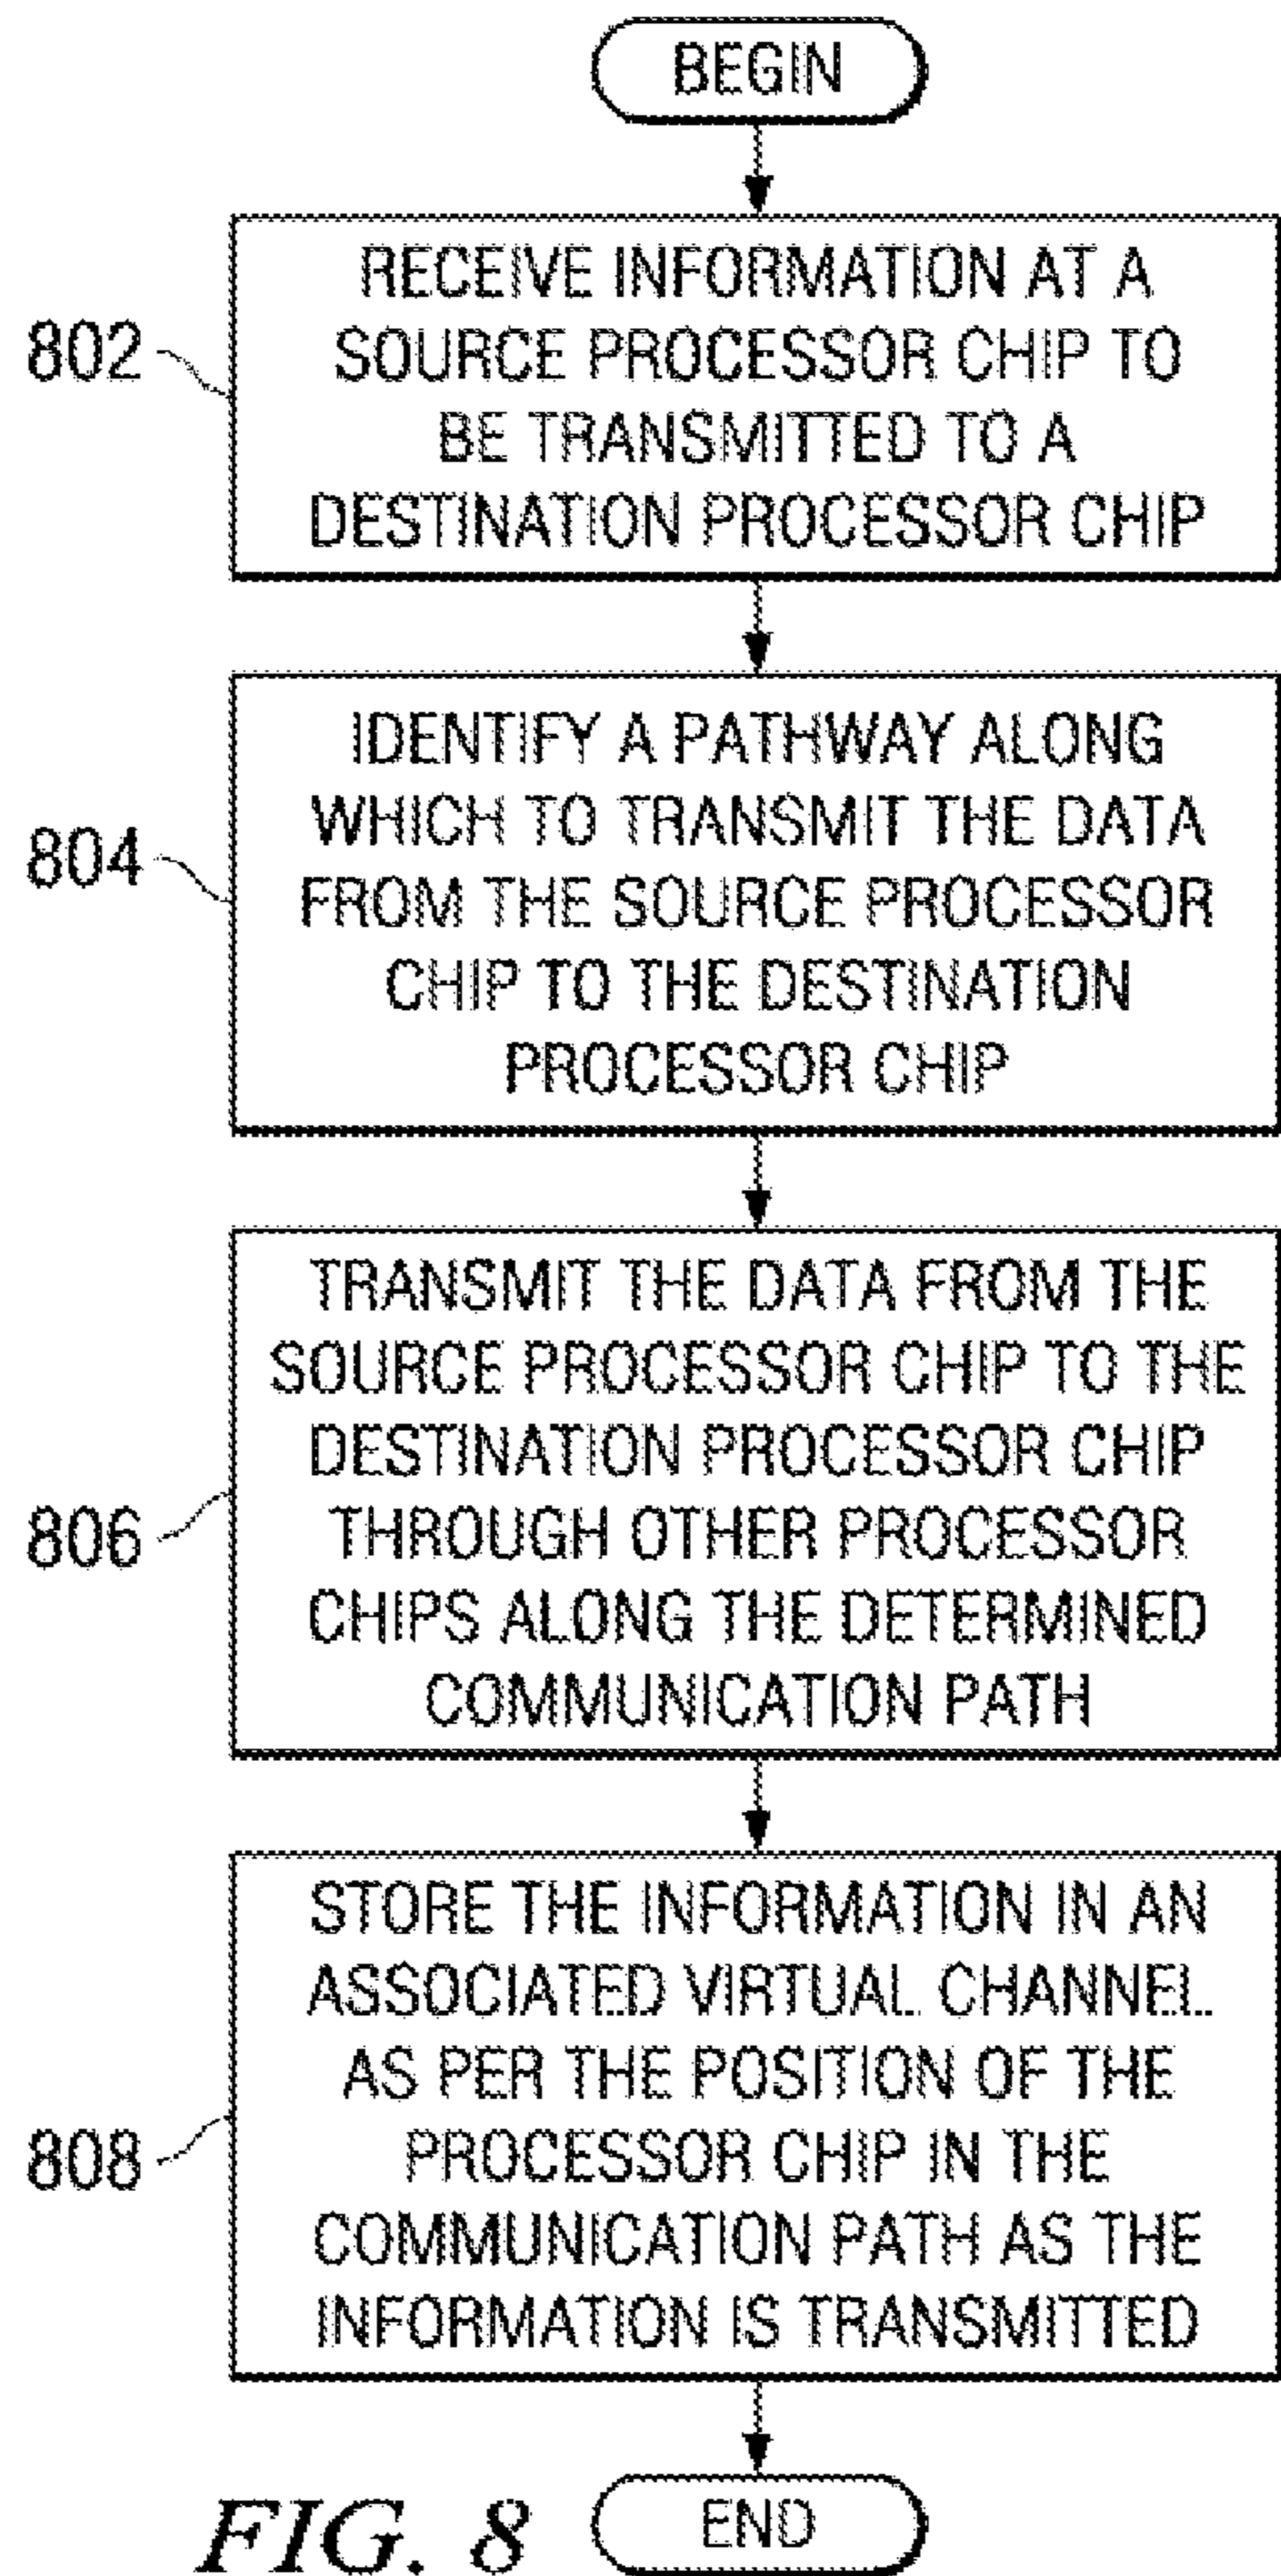 BEGIN
802
RECEIVE INFORMATION AT A
SOURCE PROCESSOR CHIP TO
BE TRANSMITTED TO A
DESTINATION PROCESSOR CHIP
804
IDENTIFY A PATHWAY ALONG
WHICH TO TRANSMIT THE DATA
FROM THE SOURCE PROCESSOR
CHIP TO THE DESTINATION
PROCESSOR CHIP
806
TRANSMIT THE DATA FROM THE
SOURCE PROCESSOR CHIP TO THE
DESTINATION PROCESSOR CHIP
THROUGH OTHER PROCESSOR
CHIPS ALONG THE DETERMINED
COMMUNICATION PATH
808
STORE THE INFORMATION IN AN
ASSOCIATED VIRTUAL CHANNEL
AS PER THE POSITION OF THE
PROCESSOR CHIP IN THE
COMMUNICATION PATH AS THE
INFORMATION IS TRANSMITTED
END
FIG. 8